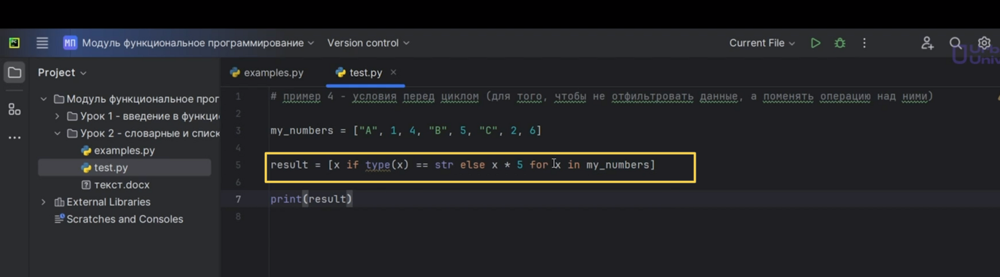 PC
МП Модуль функциональное программирование
Version control
Current File
Project
examples.py
test.py
Модуль функциональное прог
Урок 1 - введение в функци
Урок 2 - словарные и списк
examples.py
test.py
текст.docx
External Libraries
Scratches and Consoles
1 # пример 4 - условия перед циклом (для того, чтобы не отфильтровать данные, а поменять операцию над ними)
2
3 my_numbers = ["A", 1, 4, "B", 5, "C", 2, 6]
4
5 result = [x if type(x) == str else x * 5 for x in my_numbers]
6
7 print(result)
8